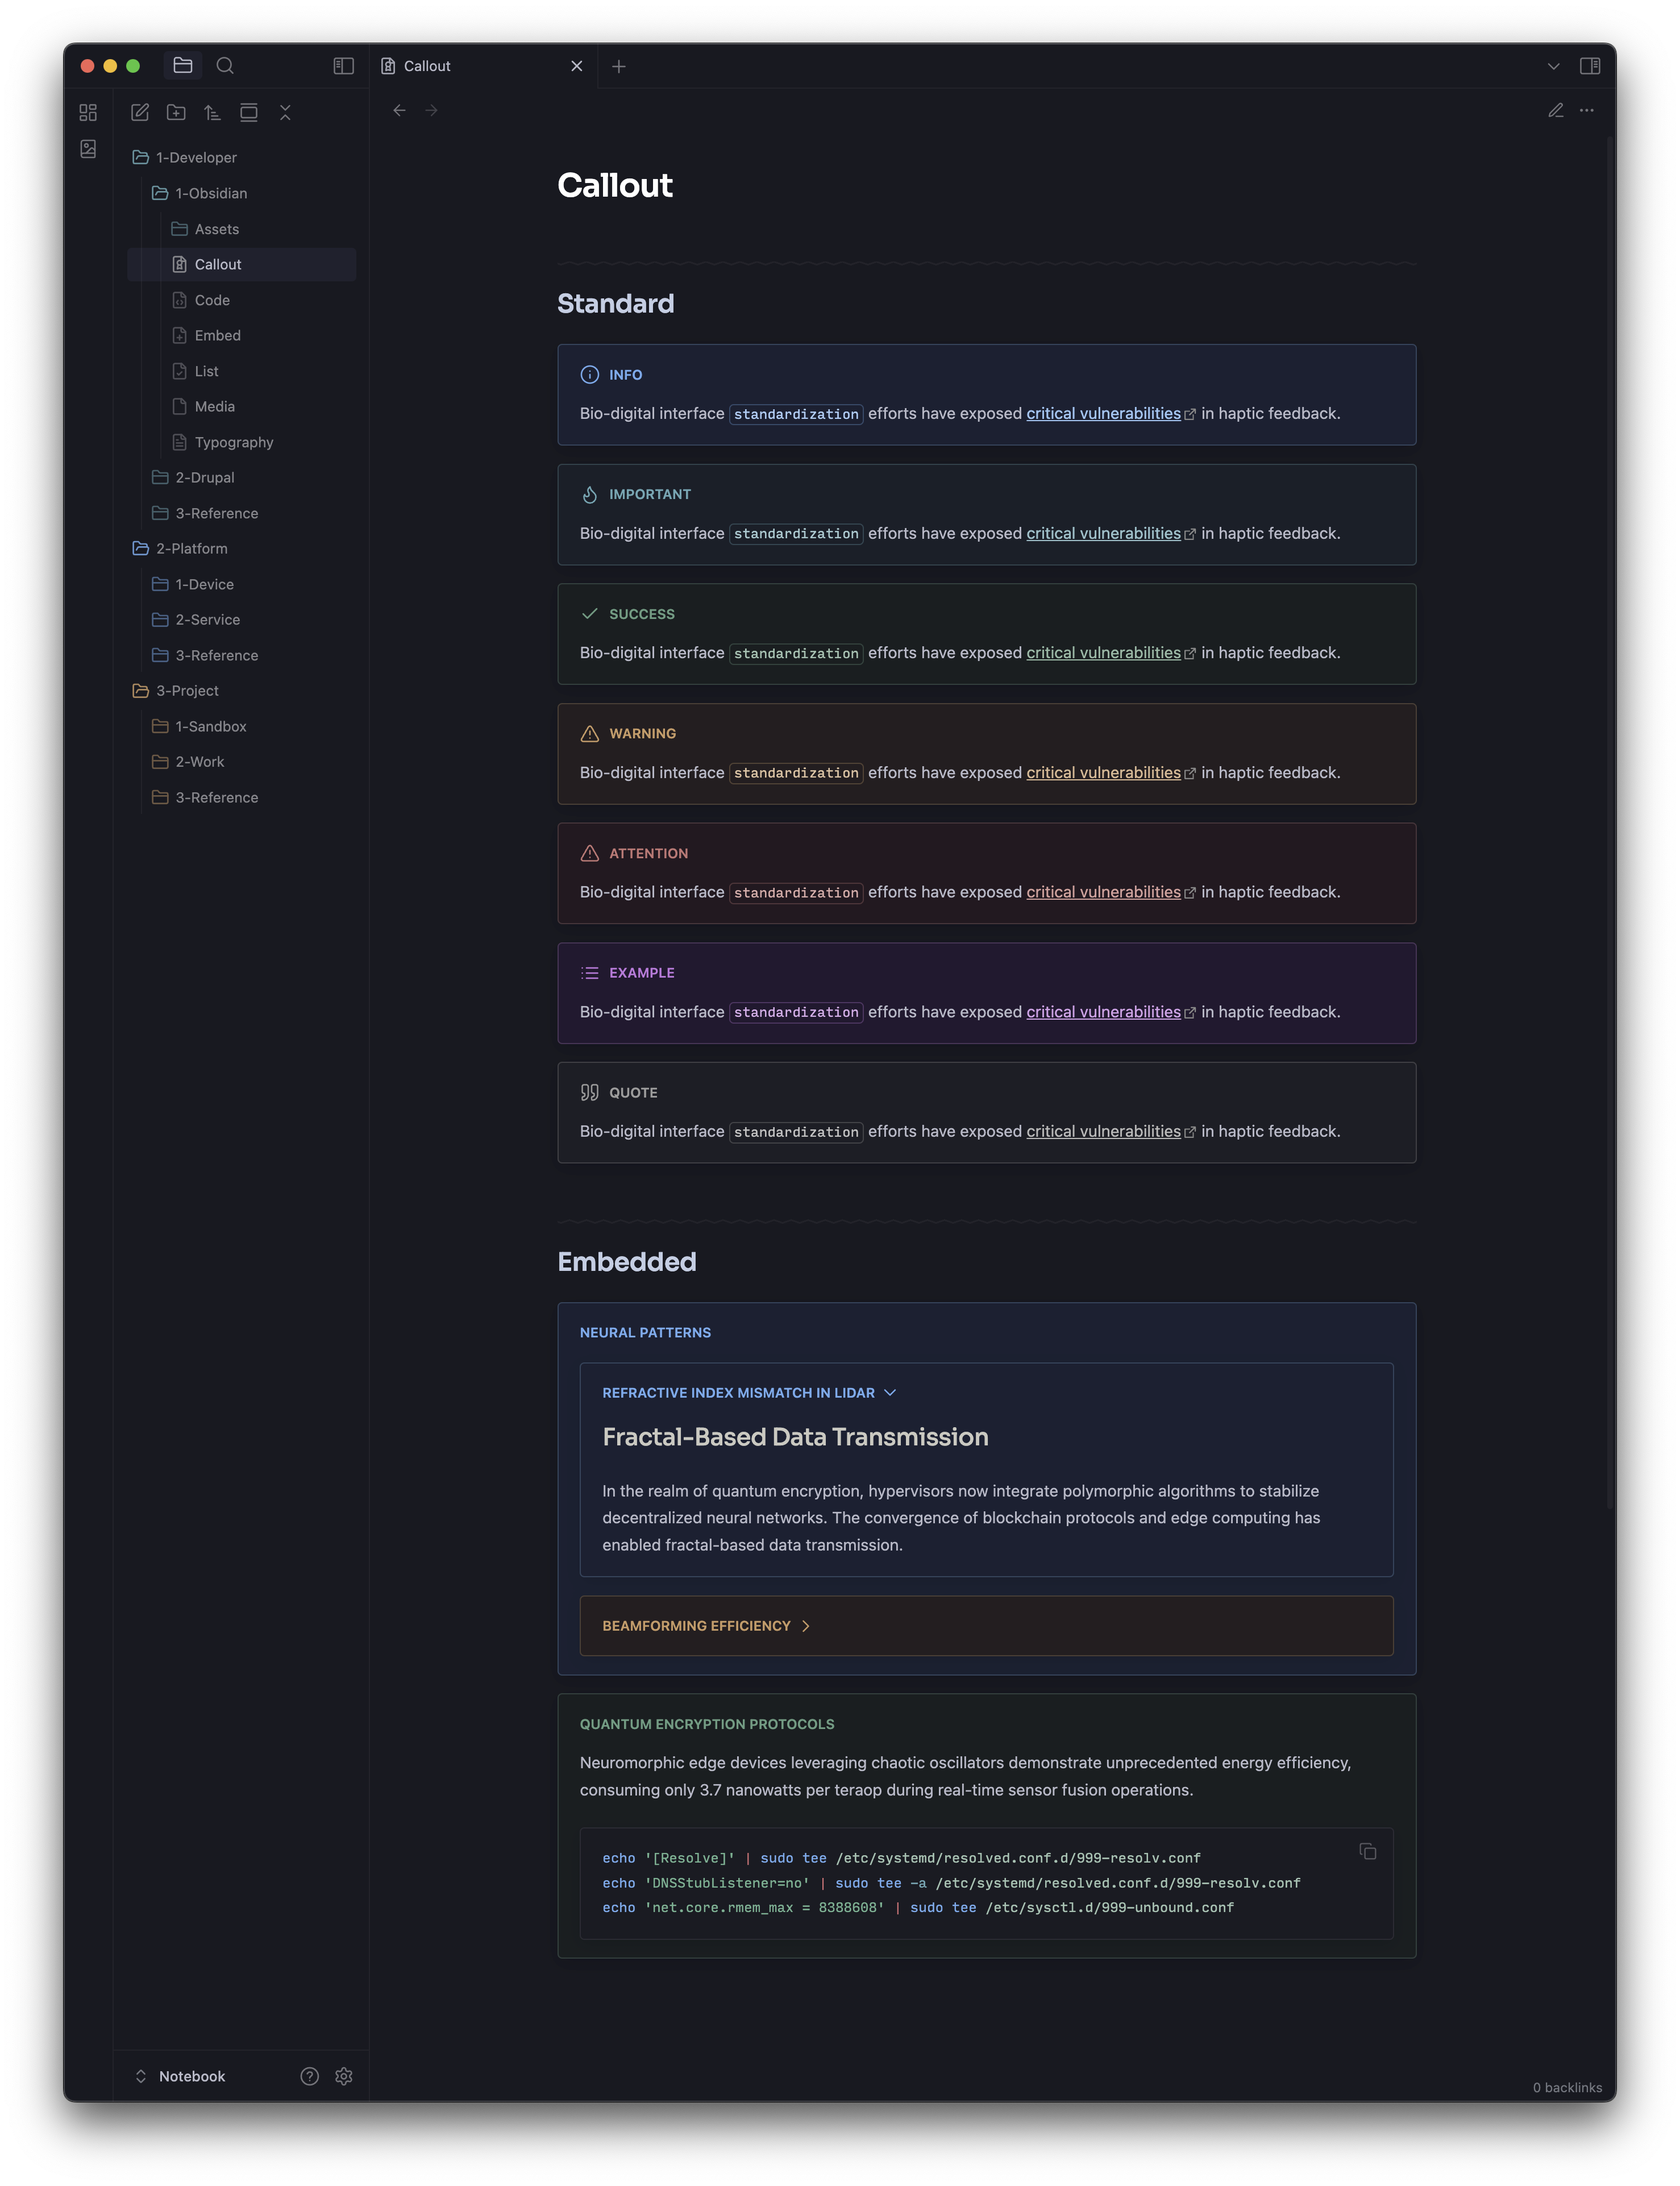 Callout
1-Developer
1-Obsidian
Assets
Callout
Code
Embed
List
Media
Typography
2-Drupal
3-Reference
2-Platform
1-Device
2-Service
3-Reference
3-Project
1-Sandbox
2-Work
3-Reference
Notebook
Callout
Standard
INFO
Bio-digital interface standardization efforts have exposed critical vulnerabilities in haptic feedback.
IMPORTANT
Bio-digital interface standardization efforts have exposed critical vulnerabilities in haptic feedback.
SUCCESS
Bio-digital interface standardization efforts have exposed critical vulnerabilities in haptic feedback.
WARNING
Bio-digital interface standardization efforts have exposed critical vulnerabilities in haptic feedback.
ATTENTION
Bio-digital interface standardization efforts have exposed critical vulnerabilities in haptic feedback.
EXAMPLE
Bio-digital interface standardization efforts have exposed critical vulnerabilities in haptic feedback.
QUOTE
Bio-digital interface standardization efforts have exposed critical vulnerabilities in haptic feedback.
Embedded
NEURAL PATTERNS
REFRACTIVE INDEX MISMATCH IN LIDAR
Fractal-Based Data Transmission
In the realm of quantum encryption, hypervisors now integrate polymorphic algorithms to stabilize
decentralized neural networks. The convergence of blockchain protocols and edge computing has
enabled fractal-based data transmission.
BEAMFORMING EFFICIENCY
QUANTUM ENCRYPTION PROTOCOLS
Neuromorphic edge devices leveraging chaotic oscillators demonstrate unprecedented energy efficiency,
consuming only 3.7 nanowatts per teraop during real-time sensor fusion operations.
echo '[Resolve]' | sudo tee /etc/systemd/resolved.conf.d/999-resolv.conf
echo 'DNSStubListener=no' | sudo tee -a /etc/systemd/resolved.conf.d/999-resolv.conf
echo 'net.core.rmem_max = 8388608' | sudo tee /etc/sysctl.d/999-unbound.conf
0 backlinks